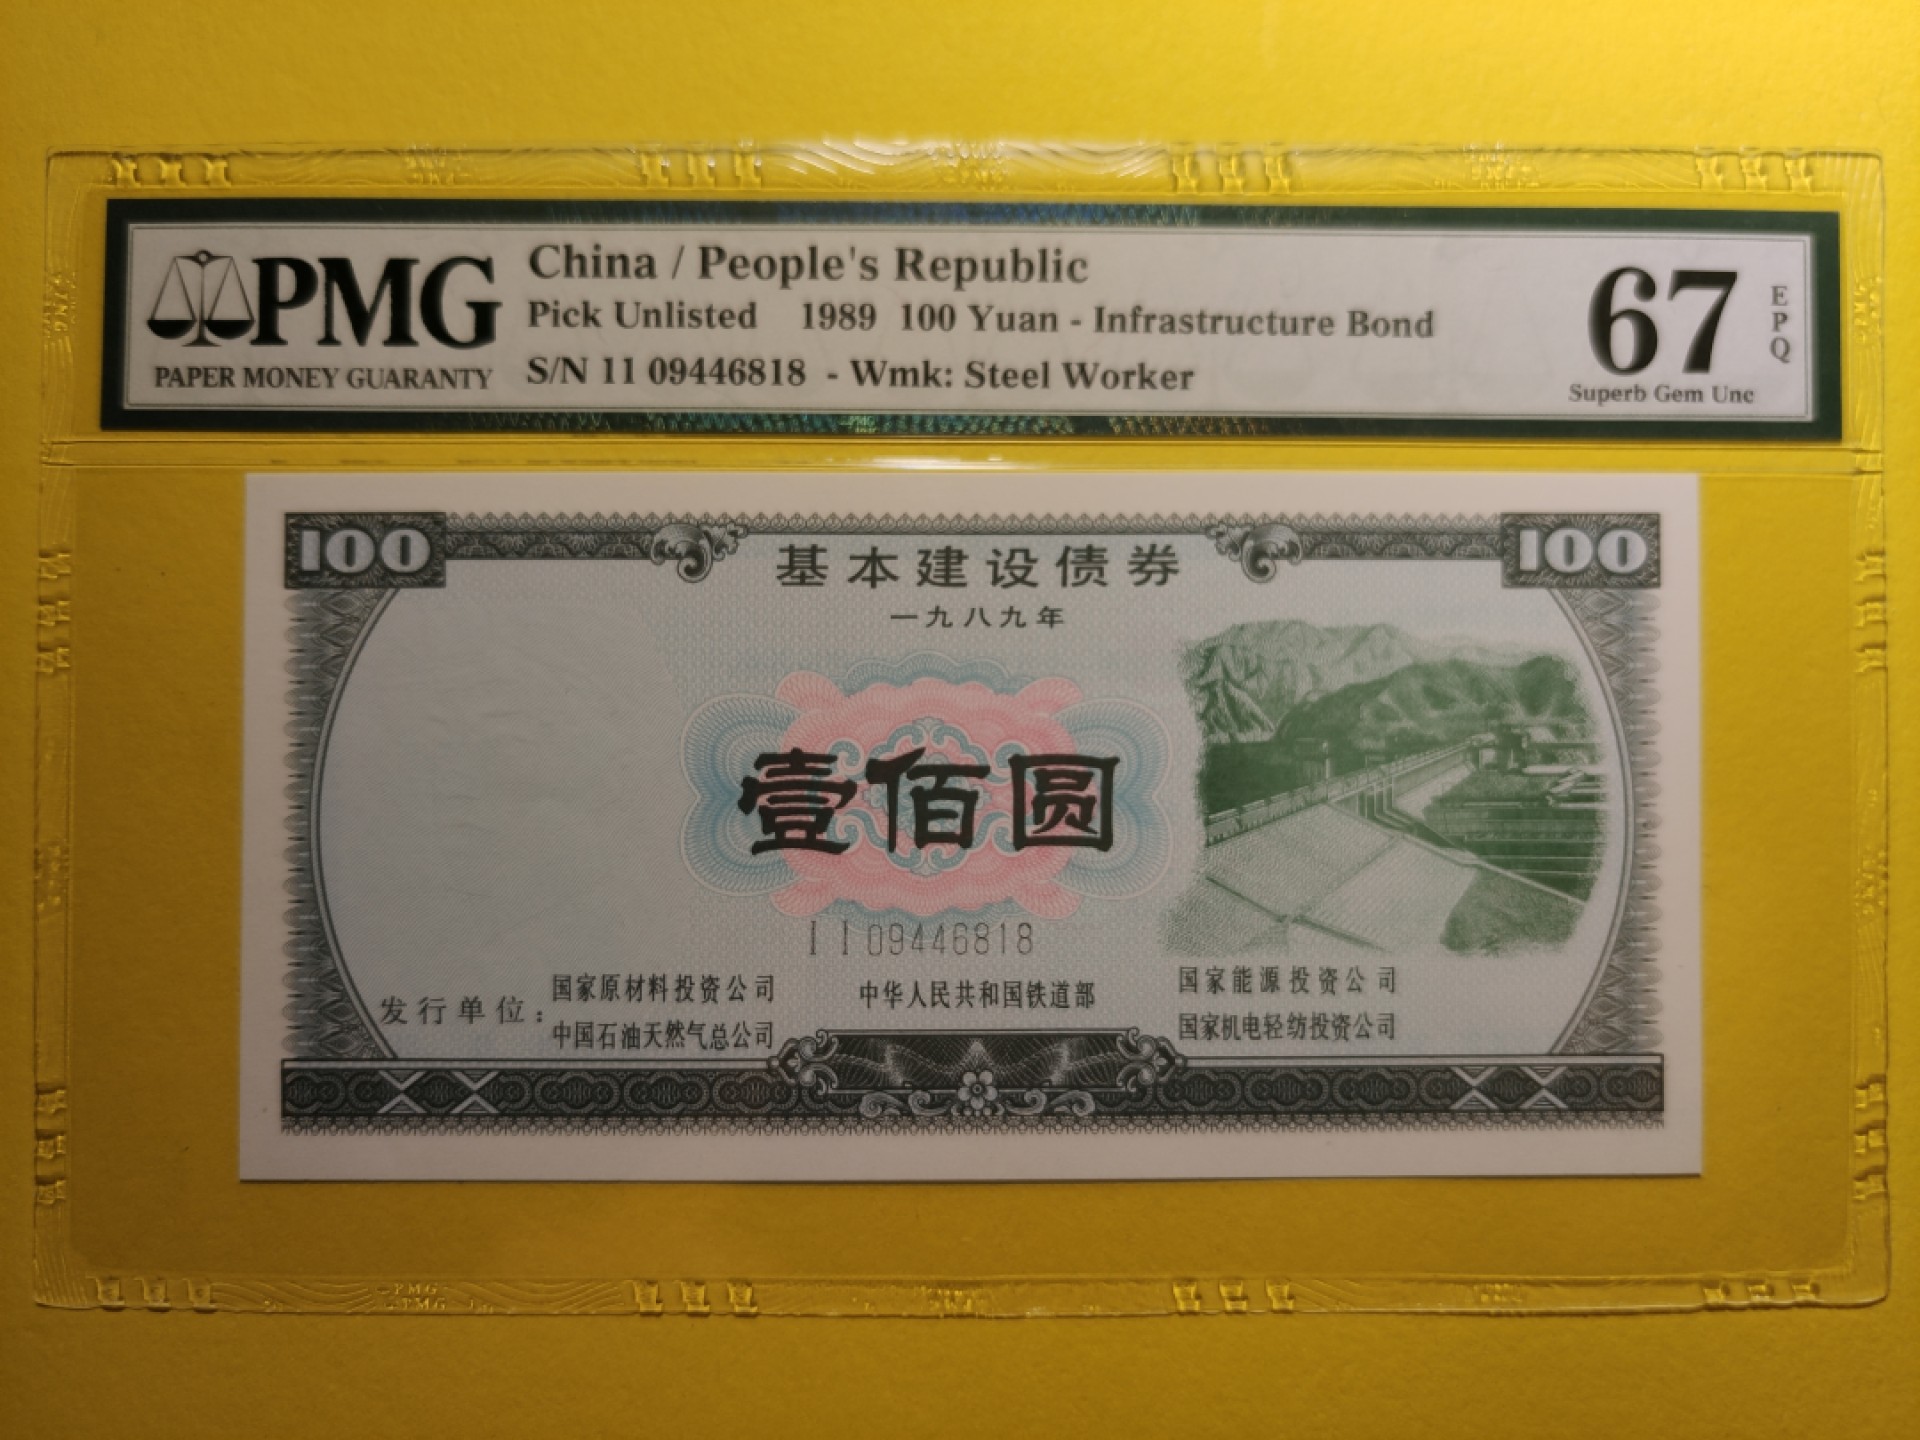 PMG
PAPER MONEY GUARANTY
China / People's Republic
Pick Unlisted 1989 100 Yuan - Infrastructure Bond
S/N 11 09446818 - Wmk: Steel Worker
67
EPQ
Superb Gem Unc
100
100
基本建设债券
一九八九年
壹佰圆
II 09446818
发行单位：
国家原材料投资公司
中国石油天然气总公司
中华人民共和国铁道部
国家能源投资公司
国家机电轻纺投资公司
PMG
PMG